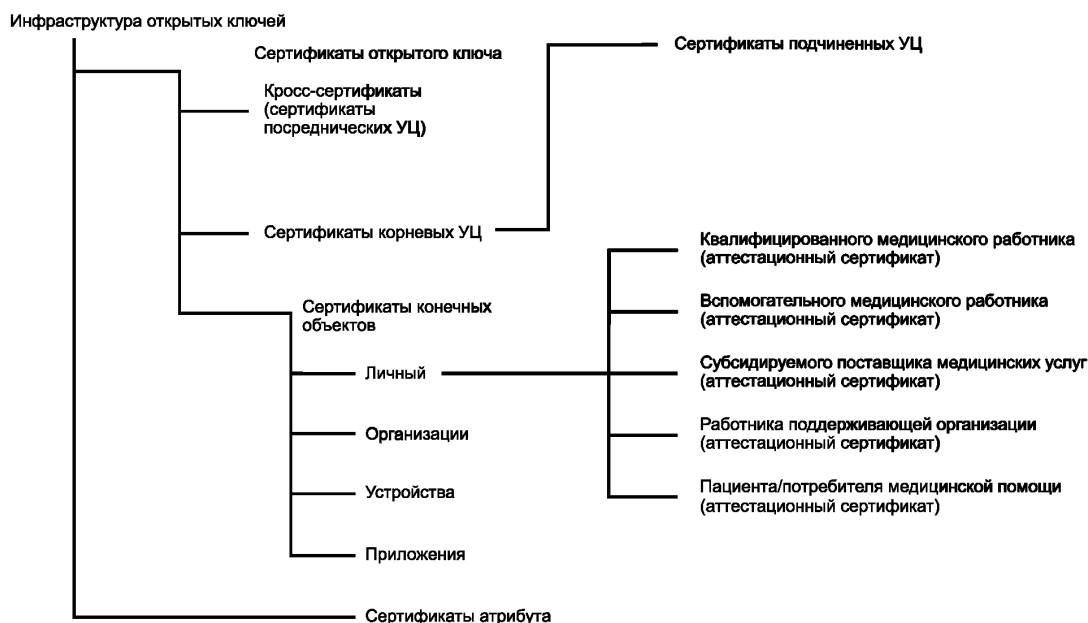 Инфраструктура открытых ключей
Сертификаты открытого ключа
Кросс-сертификаты
(сертификаты
посреднических УЦ)
Сертификаты корневых УЦ
Сертификаты подчиненных УЦ
Сертификаты конечных
объектов
Личный
Квалифицированного медицинского работника
(аттестационный сертификат)
Вспомогательного медицинского работника
(аттестационный сертификат)
Субсидируемого поставщика медицинских услуг
(аттестационный сертификат)
Работника поддерживающей организации
(аттестационный сертификат)
Пациента/потребителя медицинской помощи
(аттестационный сертификат)
Организации
Устройства
Приложения
Сертификаты атрибута